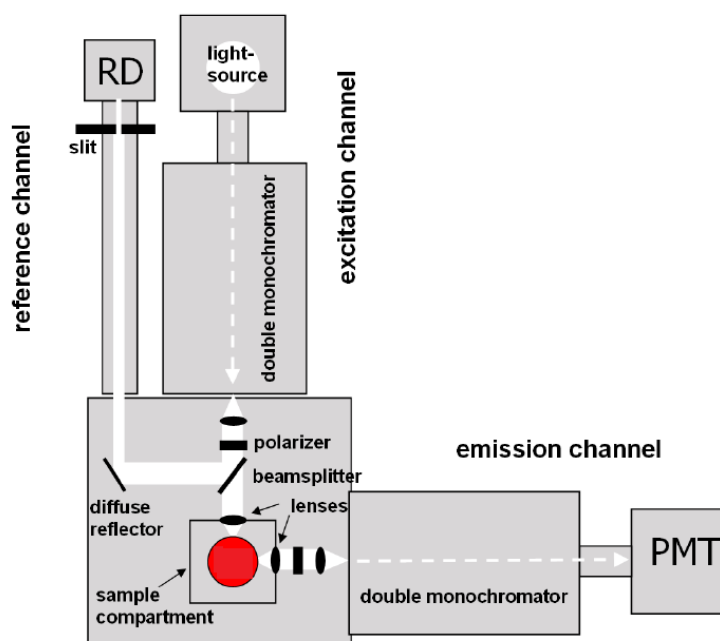 RD
light-
source
slit
reference channel
excitation channel
double monochromator
polarizer
beamsplitter
emission channel
diffuse
reflector
lenses
PMT
sample
compartment
double monochromator